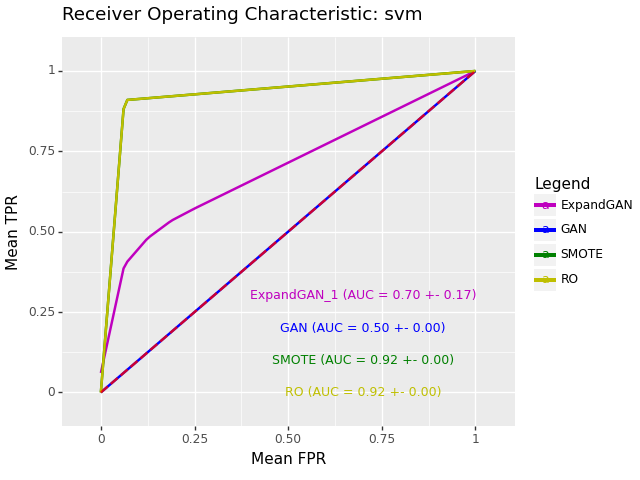 Receiver Operating Characteristic: svm
1
0.75
0.50
0.25
0
Mean TPR
ExpandGAN_1 (AUC = 0.70 +- 0.17)
GAN (AUC = 0.50 +- 0.00)
SMOTE (AUC = 0.92 +- 0.00)
RO (AUC = 0.92 +- 0.00)
0
0.25
0.50
0.75
1
Mean FPR
Legend
a ExpandGAN
a GAN
a SMOTE
a RO